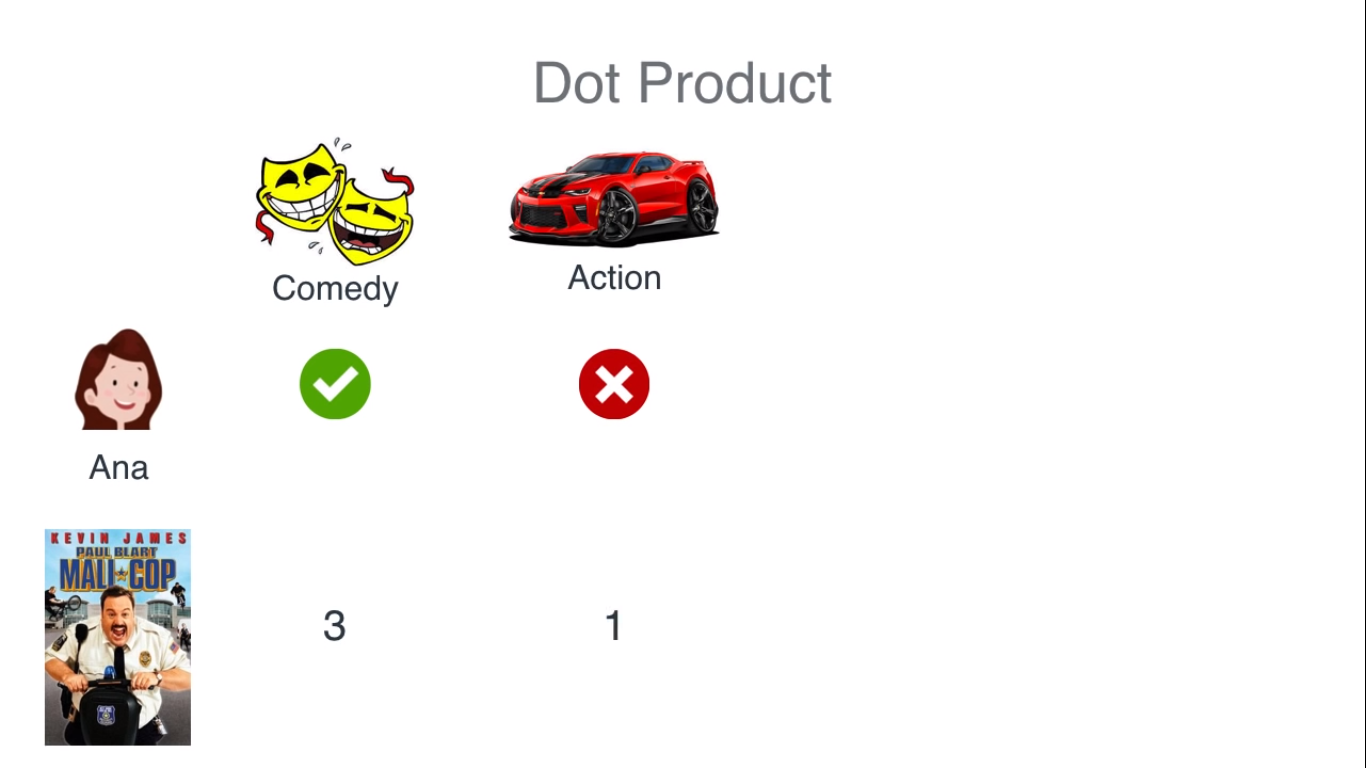 Dot Product
Comedy
Action
Ana
KEVIN JAMES
PAUL BLART
MALL COP
3
1